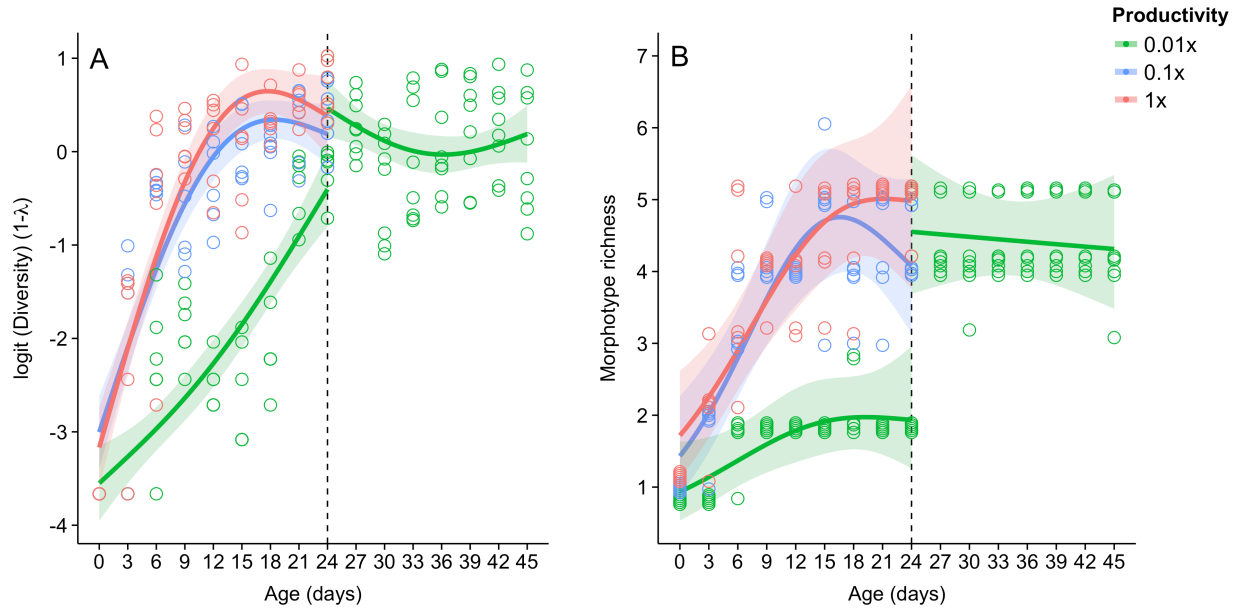 Productivity
0.01x
0.1x
1x
A
1
0
-1
-2
-3
-4
logit (Diversity) (1-λ)
0 3 6 9 12 15 18 21 24 27 30 33 36 39 42 45
Age (days)
B
7
6
5
4
3
2
1
Morphotype richness
0 3 6 9 12 15 18 21 24 27 30 33 36 39 42 45
Age (days)